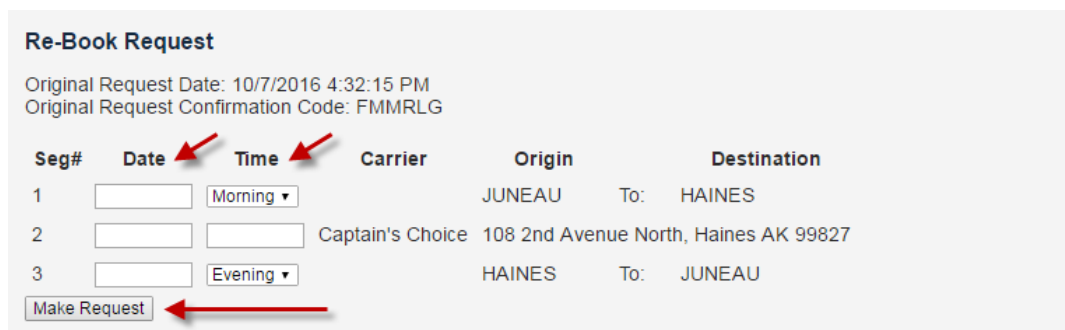 Re-Book Request
Original Request Date: 10/7/2016 4:32:15 PM
Original Request Confirmation Code: FMMRLG
Seg# Date Time Carrier Origin Destination
1 Morning JUNEAU To: HAINES
2 Captain's Choice 108 2nd Avenue North, Haines AK 99827
3 Evening HAINES To: JUNEAU
Make Request